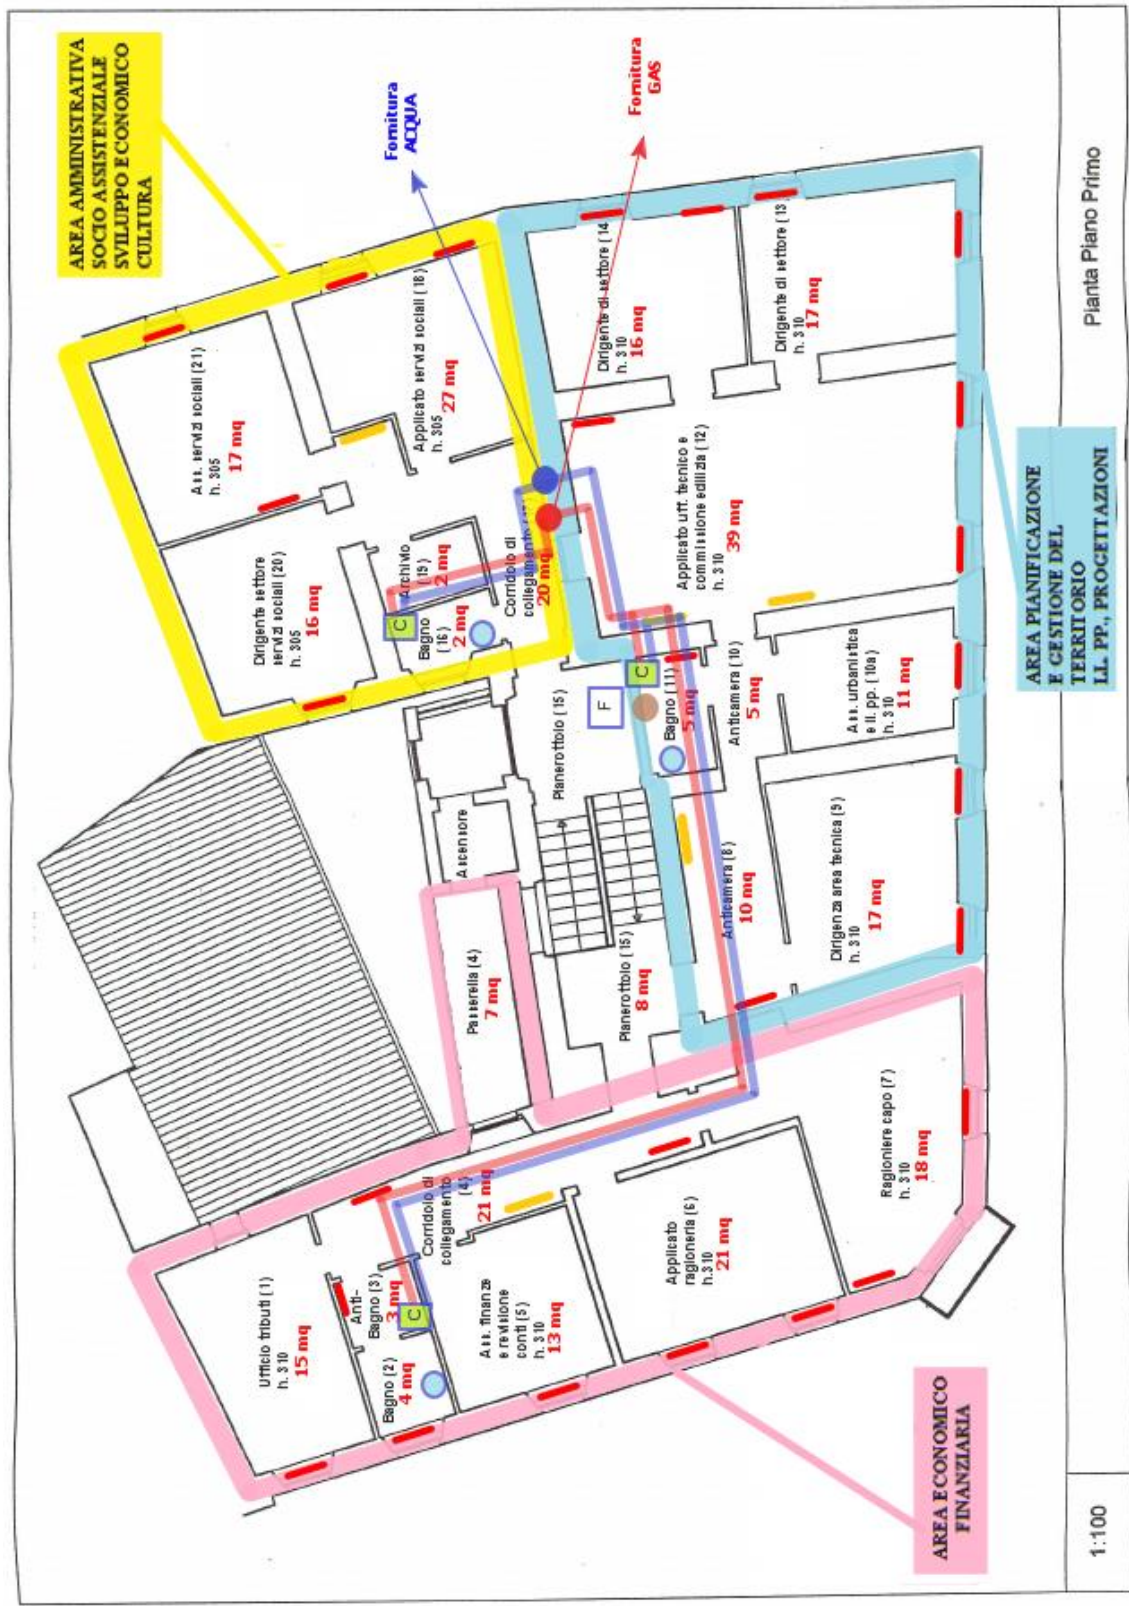 AREA AMMINISTRATIVA
SOCIO ASSISTENZIALE
SVILUPPO ECONOMICO
CULTURA
Fornitura
ACQUA
Fornitura
GAS
Ass. servizi sociali (21)
h. 305
17 mq
Applicato servizi sociali (18)
h. 305
27 mq
Dirigente settore
servizi sociali (20)
h. 305
16 mq
Archivio
(19)
2 mq
Bagno
(16)
2 mq
Corridoio di
collegamento
20 mq
C
Dirigente di settore (14
h. 310
16 mq
Dirigente di settore (13)
h. 310
17 mq
Applicato uff. tecnico e
commissione edilizia (12)
h. 310
39 mq
Pianerottolo (15)
F
C
Bagno (11)
5 mq
Anticamera (10)
5 mq
Ass. urbanistica
e ll. pp. (10a)
h. 310
11 mq
Ascensore
Anticamera (8)
10 mq
Dirigenza area tecnica (9)
h. 310
17 mq
Passerella (4)
7 mq
Pianerottolo (15)
8 mq
Ufficio tributi (1)
h. 310
15 mq
Anti-
Bagno (3)
3 mq
C
Bagno (2)
4 mq
Corridoio di
collegamento
(4)
21 mq
Ass. finanze
e revisione
conti (5)
h. 310
13 mq
Applicato
ragioneria (6)
h.310
21 mq
Ragioniere capo (7)
h. 310
18 mq
AREA PIANIFICAZIONE
E GESTIONE DEL
TERRITORIO
LL. PP., PROGETTAZIONI
AREA ECONOMICO
FINANZIARIA
1:100
Pianta Piano Primo